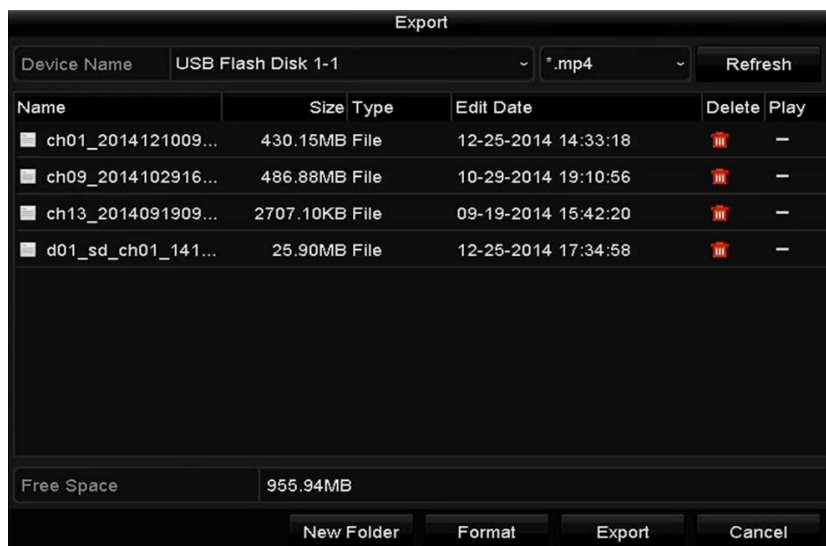 Export
Device Name USB Flash Disk 1-1 *.mp4 Refresh
Name Size Type Edit Date Delete Play
ch01_2014121009... 430.15MB File 12-25-2014 14:33:18
ch09_2014102916... 486.88MB File 10-29-2014 19:10:56
ch13_2014091909... 2707.10KB File 09-19-2014 15:42:20
d01_sd_ch01_141... 25.90MB File 12-25-2014 17:34:58
Free Space 955.94MB
New Folder Format Export Cancel